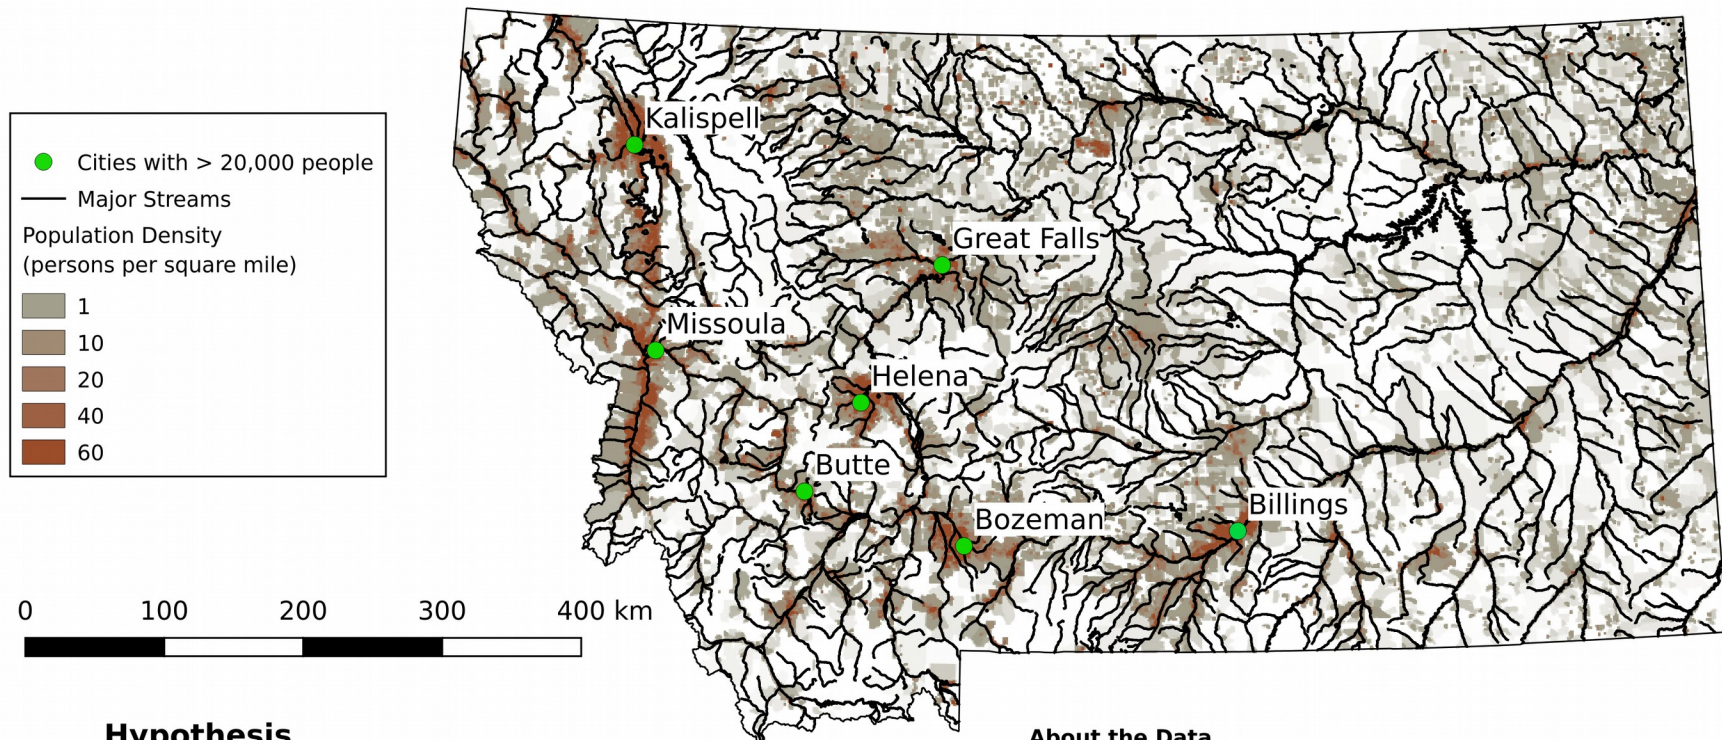 Kalispell
Cities with > 20,000 people
Major Streams
Population Density
(persons per square mile)
1
10
20
40
60
Great Falls
Missoula
Helena
Butte
Bozeman
Billings
0 100 200 300 400 km
Hypothesis
About the Data